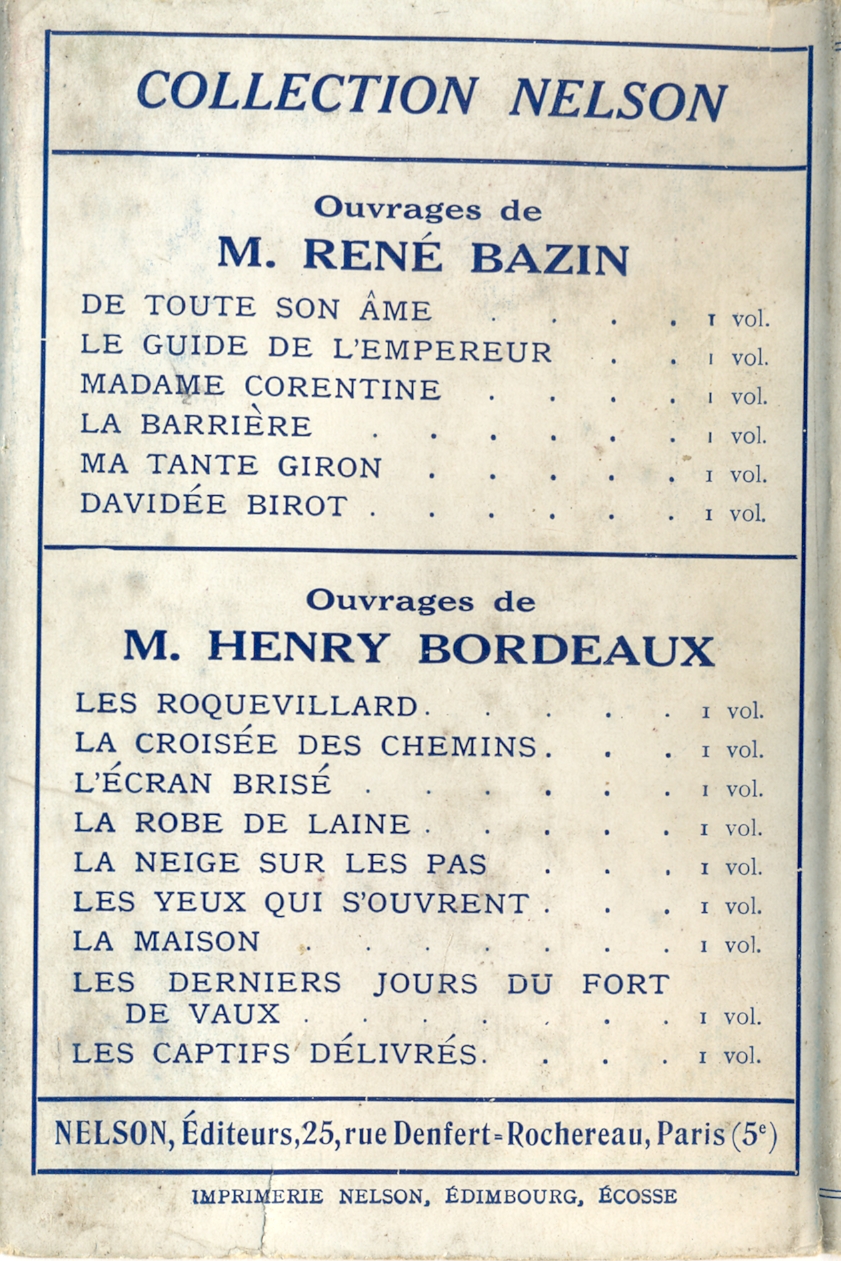 COLLECTION NELSON
Ouvrages de
M. RENÉ BAZIN
DE TOUTE SON ÂME . . . . 1 vol.
LE GUIDE DE L'EMPEREUR . . 1 vol.
MADAME CORENTINE . . . . 1 vol.
LA BARRIÈRE . . . . . . 1 vol.
MA TANTE GIRON . . . . . 1 vol.
DAVIDÉE BIROT . . . . . . 1 vol.
Ouvrages de
M. HENRY BORDEAUX
LES ROQUEVILLARD . . . . . 1 vol.
LA CROISÉE DES CHEMINS . . . 1 vol.
L'ÉCRAN BRISÉ . . . . . . 1 vol.
LA ROBE DE LAINE . . . . . 1 vol.
LA NEIGE SUR LES PAS . . . 1 vol.
LES YEUX QUI S'OUVRENT . . . 1 vol.
LA MAISON . . . . . . . 1 vol.
LES DERNIERS JOURS DU FORT
DE VAUX . . . . . . . 1 vol.
LES CAPTIFS DÉLIVRÉS . . . . 1 vol.
NELSON, Éditeurs, 25, rue Denfert-Rochereau, Paris (5e)
IMPRIMERIE NELSON, ÉDIMBOURG, ÉCOSSE